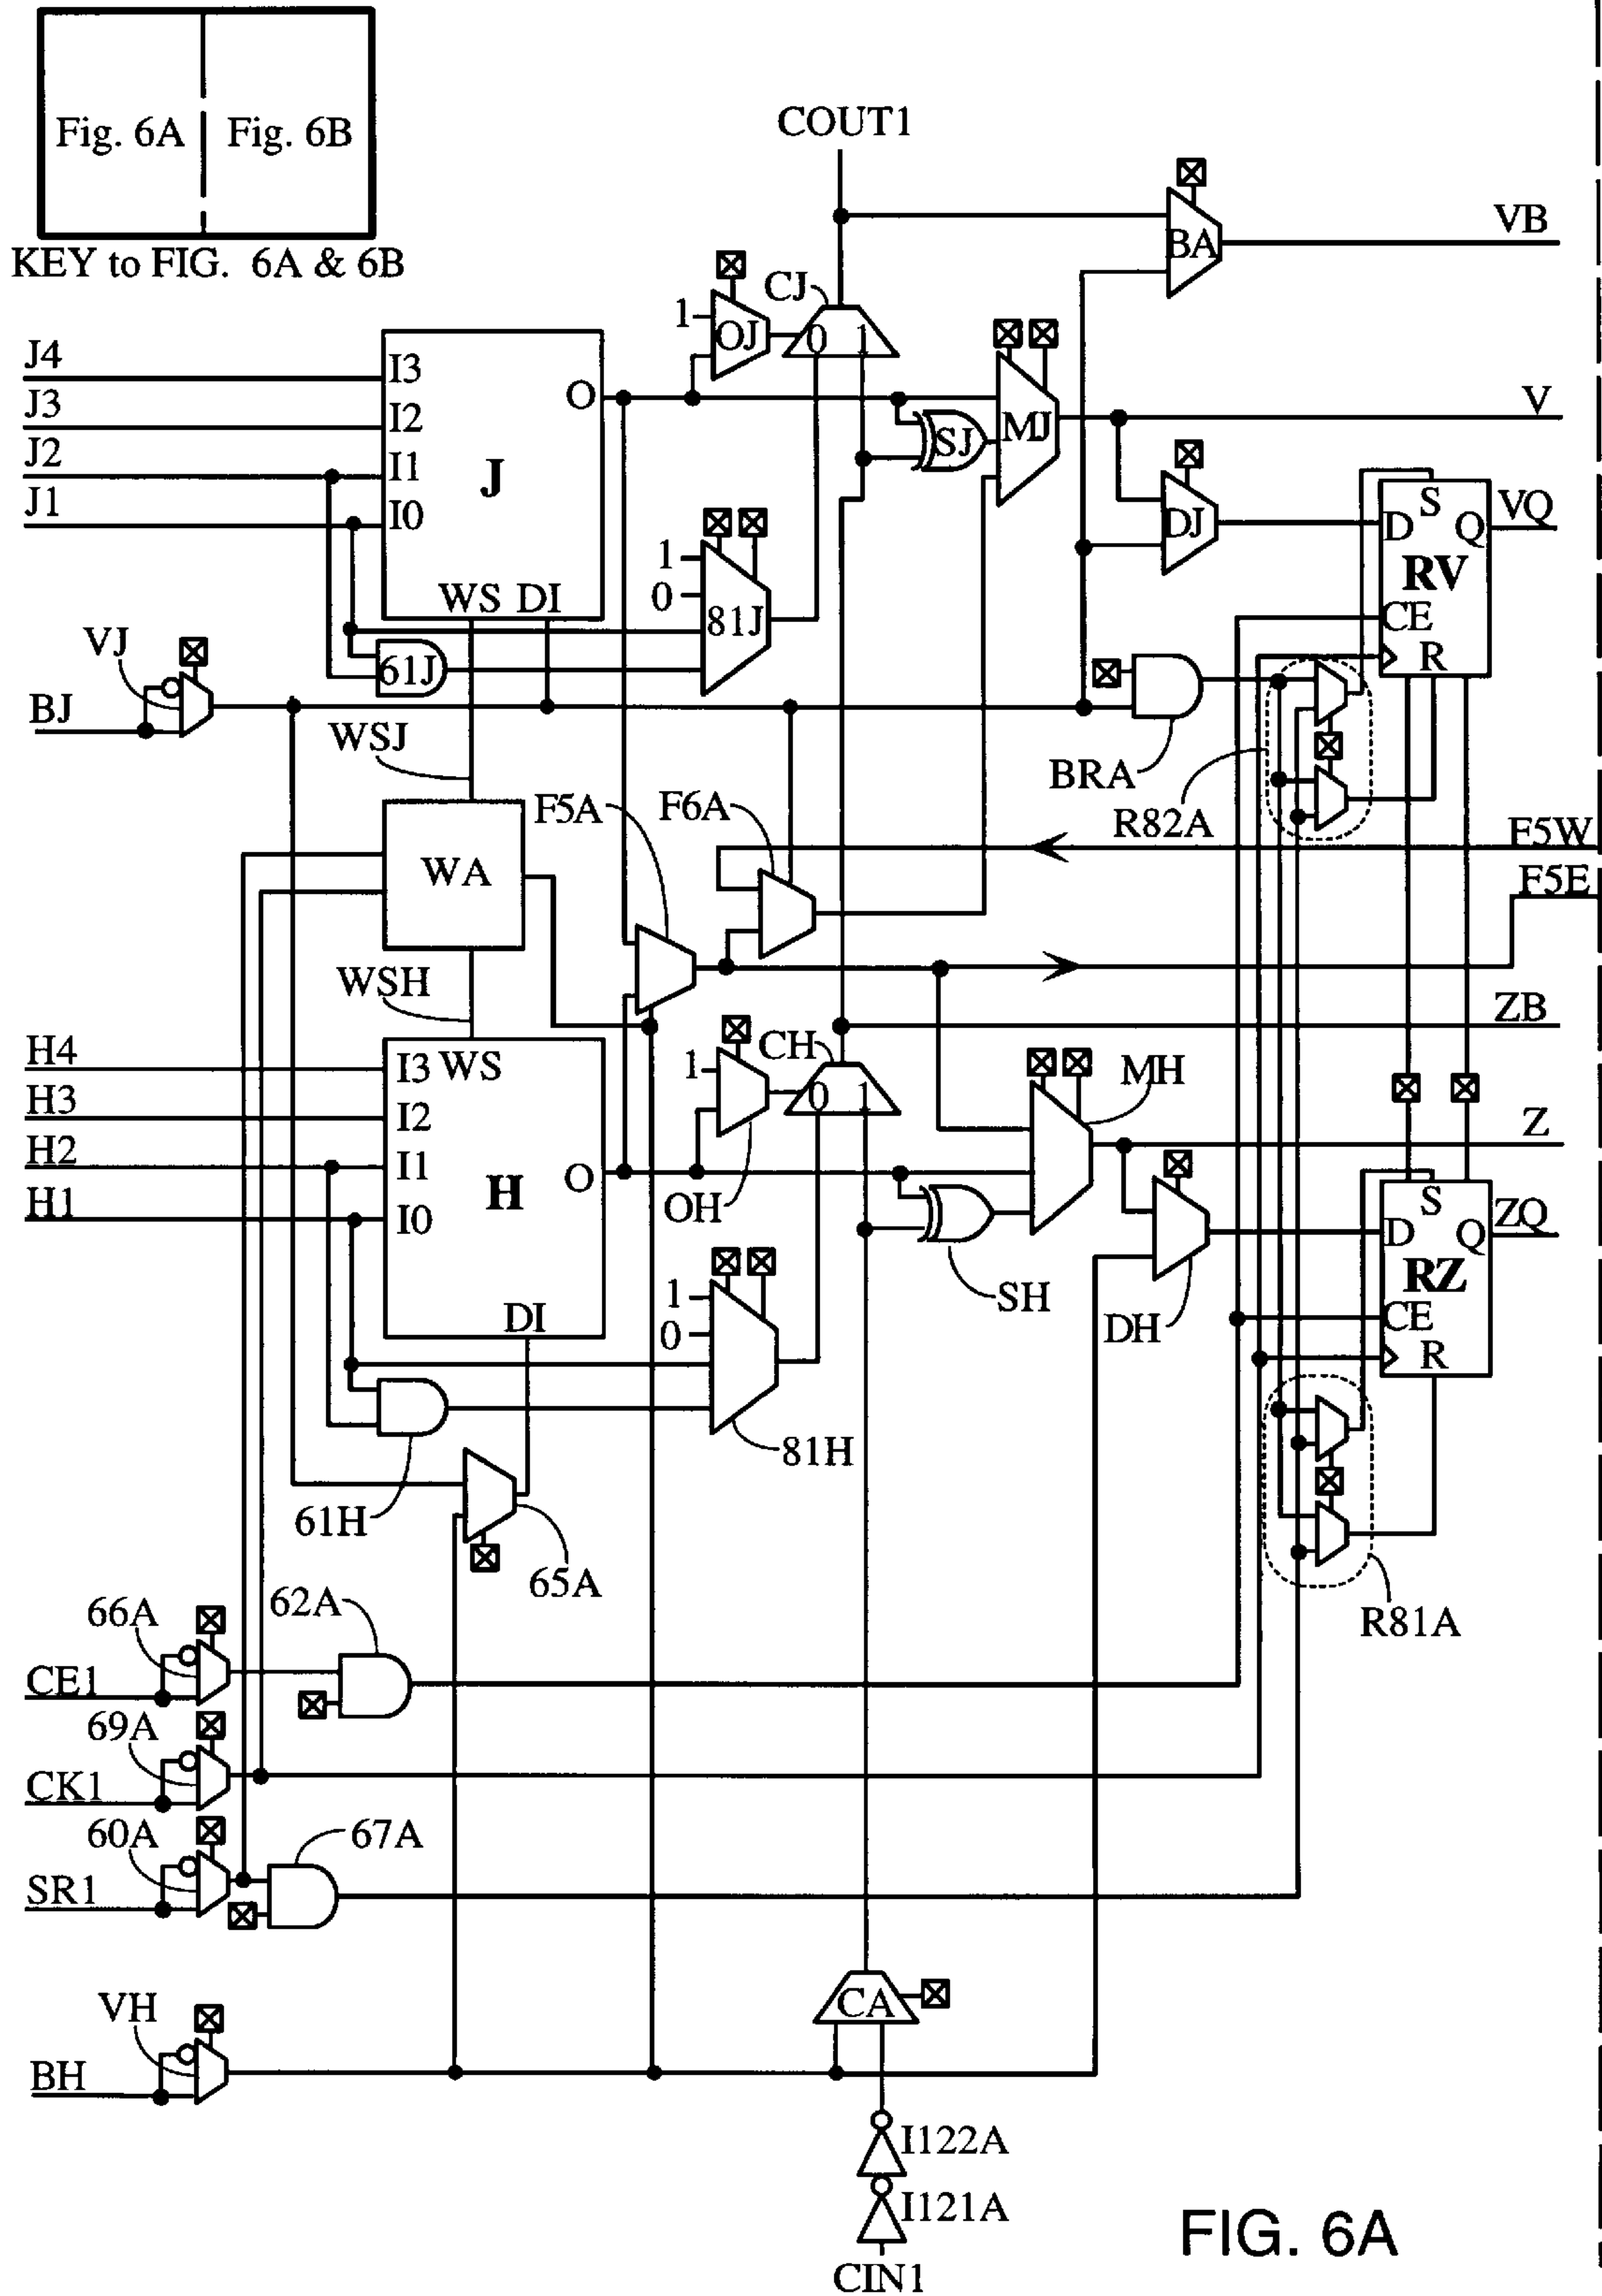 Fig. 6A Fig. 6B
KEY to FIG. 6A & 6B
COUT1
BA
VB
CJ
1
OJ
0 1
J4
J3
J2
J1
I3
I2
I1
I0
O
J
WS DI
SJ
MJ
V
DJ
S
D
Q
VQ
RV
CE
R
1
0
81J
61J
VJ
BJ
WSJ
BRA
R82A
F5A
F6A
F5W
F5E
WA
WSH
ZB
H4
H3
H2
H1
I3 WS
I2
I1
I0
O
H
DI
1
CH
0 1
OH
MH
Z
SH
DH
S
D
Q
ZQ
RZ
CE
R
1
0
81H
61H
65A
R81A
66A
62A
CE1
69A
CK1
60A
67A
SR1
VH
BH
CA
I122A
I121A
CIN1
FIG. 6A